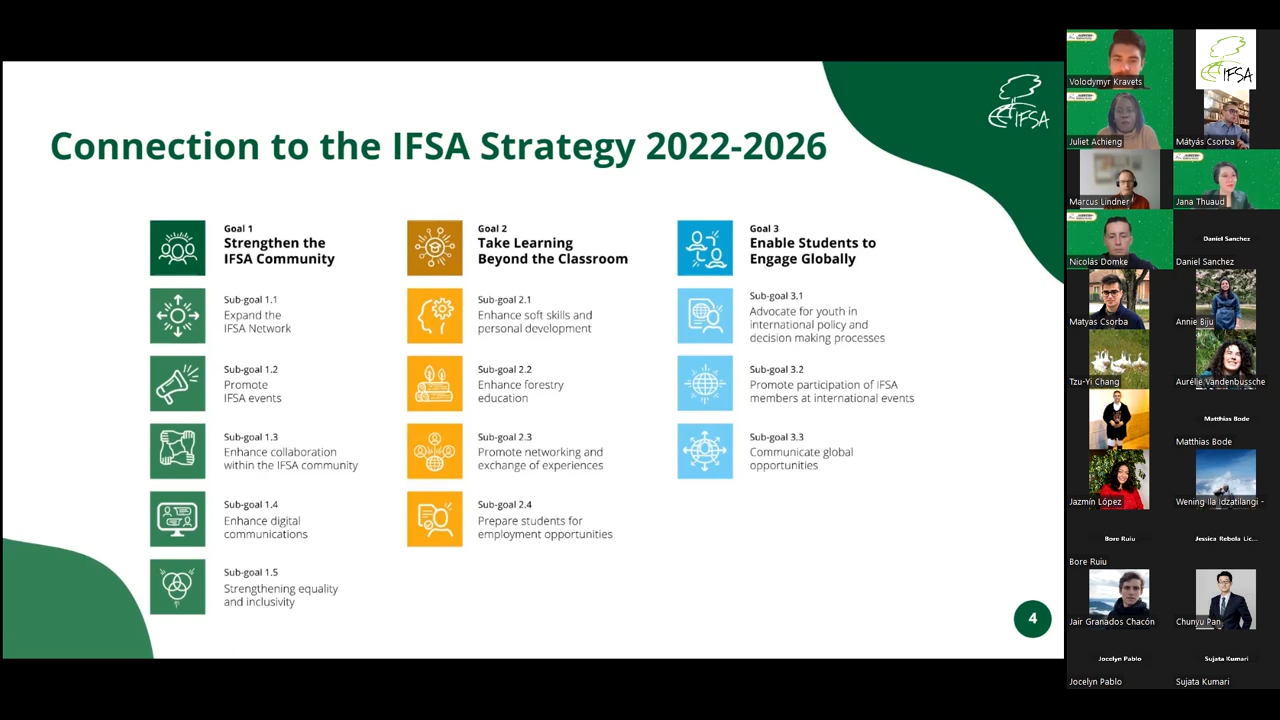 Connection to the IFSA Strategy 2022-2026
IFSA
Goal 1
Strengthen the
IFSA Community
Sub-goal 1.1
Expand the
IFSA Network
Sub-goal 1.2
Promote
IFSA events
Sub-goal 1.3
Enhance collaboration
within the IFSA community
Sub-goal 1.4
Enhance digital
communications
Sub-goal 1.5
Strengthening equality
and inclusivity
Goal 2
Take Learning
Beyond the Classroom
Sub-goal 2.1
Enhance soft skills and
personal development
Sub-goal 2.2
Enhance forestry
education
Sub-goal 2.3
Promote networking and
exchange of experiences
Sub-goal 2.4
Prepare students for
employment opportunities
Goal 3
Enable Students to
Engage Globally
Sub-goal 3.1
Advocate for youth in
international policy and
decision making processes
Sub-goal 3.2
Promote participation of IFSA
members at international events
Sub-goal 3.3
Communicate global
opportunities
4
Volodymyr Kravets
IFSA
Juliet Achieng
Mátyás Csorba
Marcus Lindner
Jana Thuaud
Nicolás Domke
Daniel Sanchez
Daniel Sanchez
Matyas Csorba
Annie Biju
Tzu-Yi Chang
Aurélie Vandenbussche
Matthias Bode
Matthias Bode
Jazmín López
Wening Ila Idzatilangi -
Bore Ruiu
Bore Ruiu
Jessica Rebola Lic...
Jair Granados Chacón
Chunyu Pan
Jocelyn Pablo
Jocelyn Pablo
Sujata Kumari
Sujata Kumari